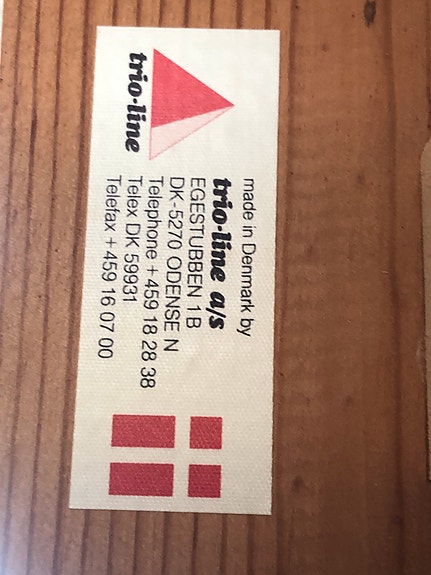 trio-line
made in Denmark by
trio-line a/s
EGESTUBBEN 1B
DK-5270 ODENSE N
Telephone +459 18 28 38
Telex DK 59931
Telefax +459 16 07 00